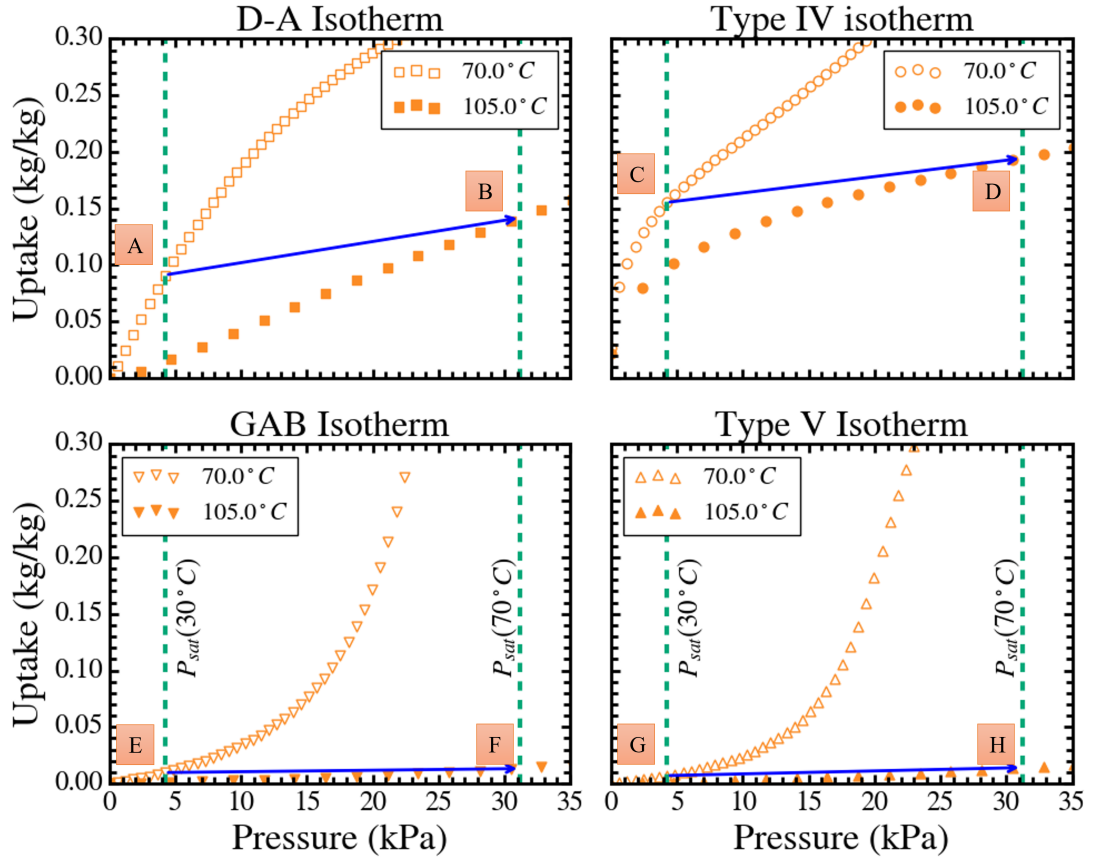 D-A Isotherm
Type IV isotherm
Uptake (kg/kg)
0.30
0.25
0.20
0.15
0.10
0.05
0.00
70.0°C
105.0°C
A
B
70.0°C
105.0°C
C
D
GAB Isotherm
Type V Isotherm
Uptake (kg/kg)
0.30
0.25
0.20
0.15
0.10
0.05
0.00
70.0°C
105.0°C
P_sat(30°C)
P_sat(70°C)
E
F
70.0°C
105.0°C
P_sat(30°C)
P_sat(70°C)
G
H
0 5 10 15 20 25 30 35
0 5 10 15 20 25 30 35
Pressure (kPa)
Pressure (kPa)